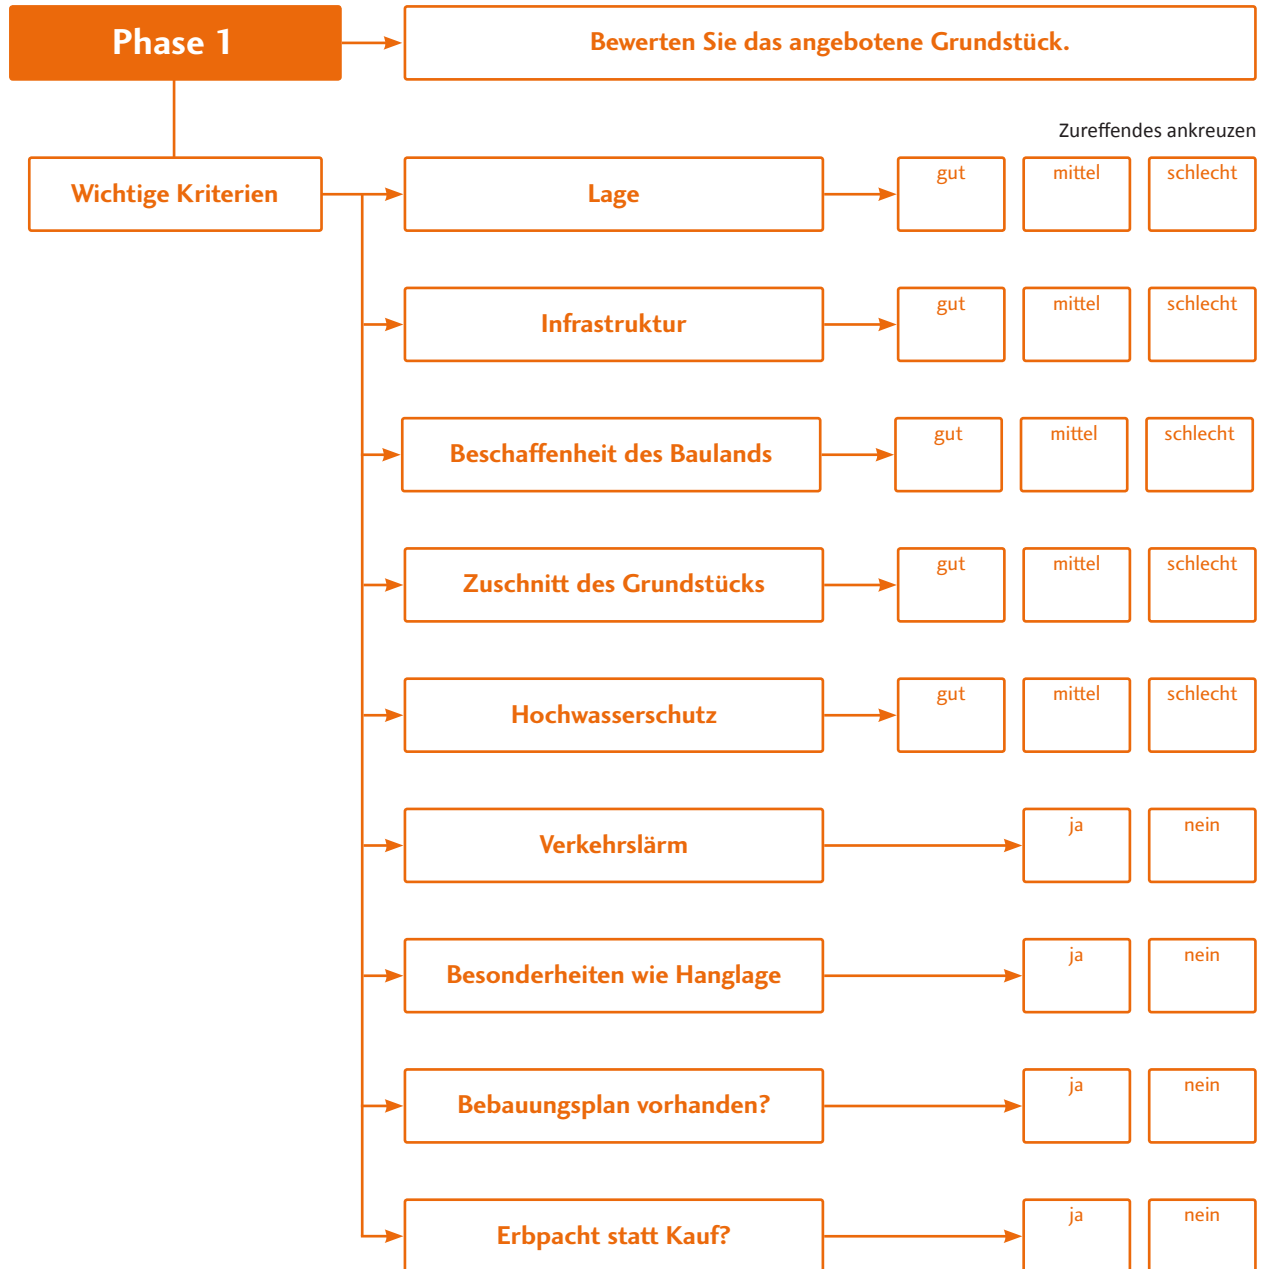 Phase 1
Bewerten Sie das angebotene Grundstück.
Zureffendes ankreuzen
Wichtige Kriterien
Lage
gut
mittel
schlecht
Infrastruktur
gut
mittel
schlecht
Beschaffenheit des Baulands
gut
mittel
schlecht
Zuschnitt des Grundstücks
gut
mittel
schlecht
Hochwasserschutz
gut
mittel
schlecht
Verkehrslärm
ja
nein
Besonderheiten wie Hanglage
ja
nein
Bebauungsplan vorhanden?
ja
nein
Erbpacht statt Kauf?
ja
nein